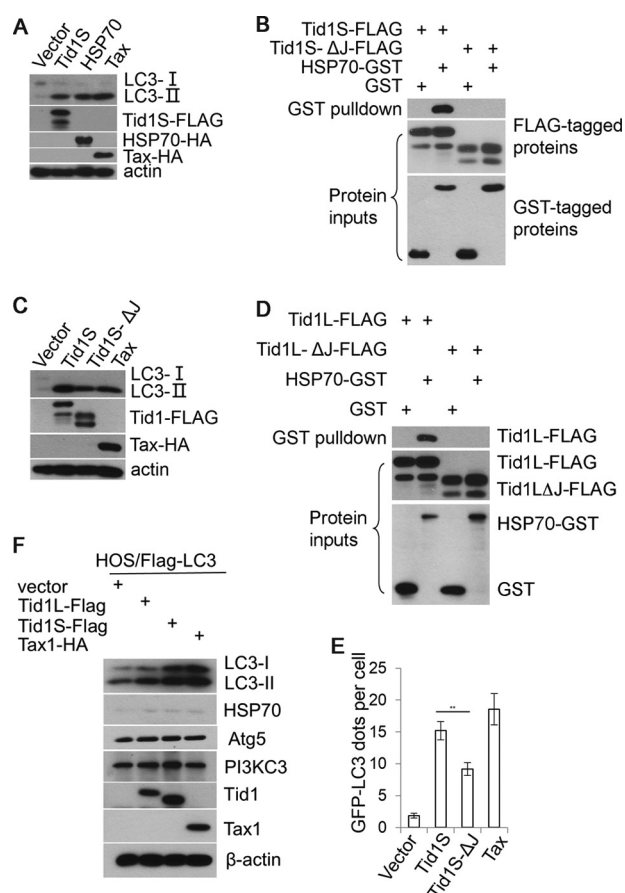 A
Vector
Tid1S
HSP70
Tax
LC3- I
LC3- II
Tid1S-FLAG
HSP70-HA
Tax-HA
actin
B
Tid1S-FLAG + +
Tid1S- ΔJ-FLAG + +
HSP70-GST + +
GST + +
GST pulldown
FLAG-tagged
proteins
Protein
inputs
GST-tagged
proteins
C
Vector
Tid1S
Tid1S-ΔJ
Tax
LC3- I
LC3-II
Tid1-FLAG
Tax-HA
actin
D
Tid1L-FLAG + +
Tid1L- ΔJ-FLAG + +
HSP70-GST + +
GST + +
GST pulldown Tid1L-FLAG
Tid1L-FLAG
Tid1LΔJ-FLAG
Protein
inputs
HSP70-GST
GST
F
HOS/Flag-LC3
vector +
Tid1L-Flag +
Tid1S-Flag +
Tax1-HA +
LC3-I
LC3-II
HSP70
Atg5
PI3KC3
Tid1
Tax1
β-actin
E
GFP-LC3 dots per cell
25
20
15
10
5
0
**
Vector
Tid1S
Tid1S-ΔJ
Tax